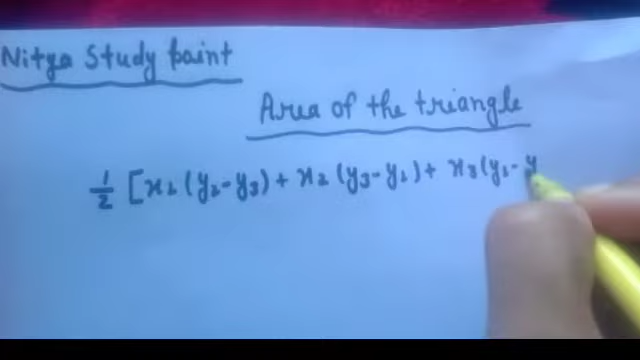 Nitya Study point
Area of the triangle
1/2 [x₁(y₂-y₃)+x₂(y₃-y₁)+x₃(y₁-y